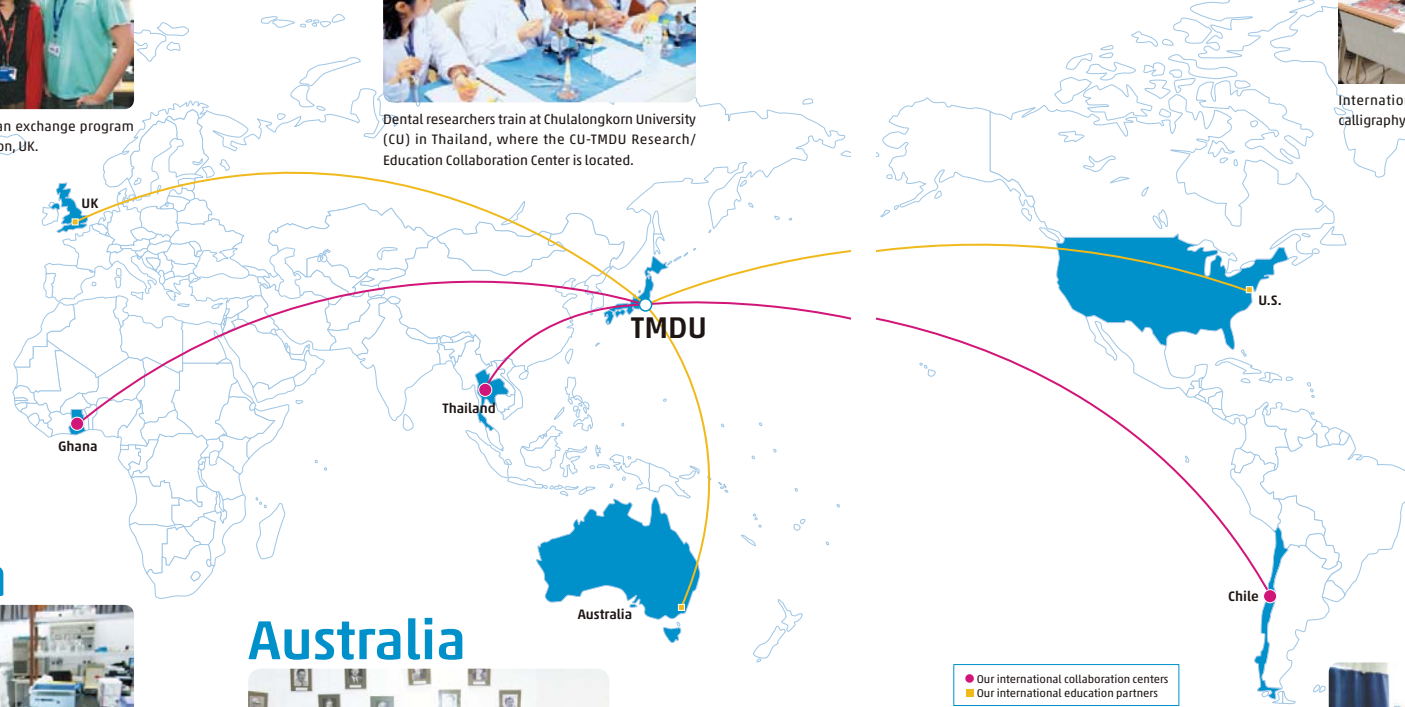 an exchange program
on, UK.
Dental researchers train at Chulalongkorn University
(CU) in Thailand, where the CU-TMDU Research/
Education Collaboration Center is located.
Internatio
calligraphy
UK
U.S.
TMDU
Thailand
Ghana
Australia
Chile
Australia
Our international collaboration centers
Our international education partners